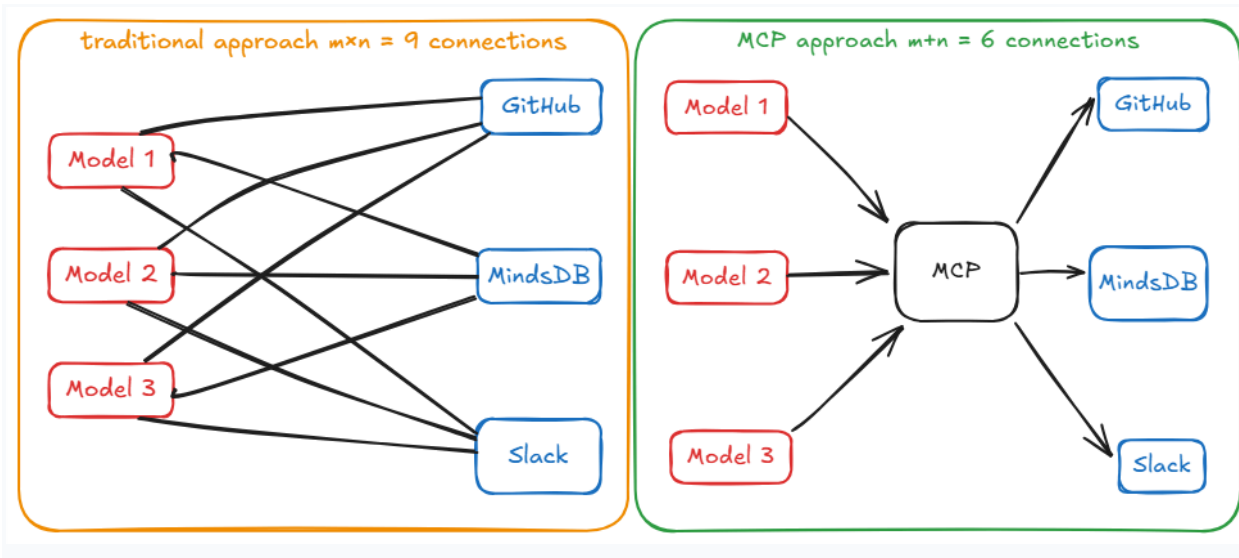 traditional approach m×n = 9 connections
Model 1
Model 2
Model 3
GitHub
MindsDB
Slack
MCP approach m+n = 6 connections
Model 1
Model 2
Model 3
MCP
GitHub
MindsDB
Slack